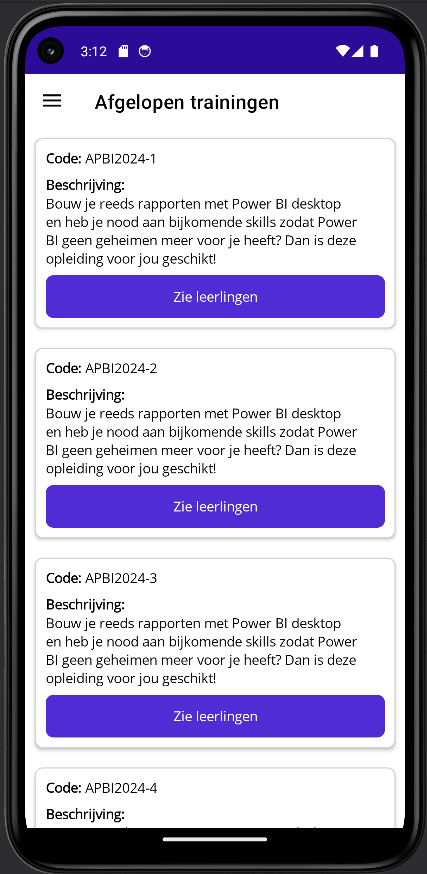 3:12
Afgelopen trainingen
Code: APBI2024-1
Beschrijving:
Bouw je reeds rapporten met Power BI desktop
en heb je nood aan bijkomende skills zodat Power
BI geen geheimen meer voor je heeft? Dan is deze
opleiding voor jou geschikt!
Zie leerlingen
Code: APBI2024-2
Beschrijving:
Bouw je reeds rapporten met Power BI desktop
en heb je nood aan bijkomende skills zodat Power
BI geen geheimen meer voor je heeft? Dan is deze
opleiding voor jou geschikt!
Zie leerlingen
Code: APBI2024-3
Beschrijving:
Bouw je reeds rapporten met Power BI desktop
en heb je nood aan bijkomende skills zodat Power
BI geen geheimen meer voor je heeft? Dan is deze
opleiding voor jou geschikt!
Zie leerlingen
Code: APBI2024-4
Beschrijving: